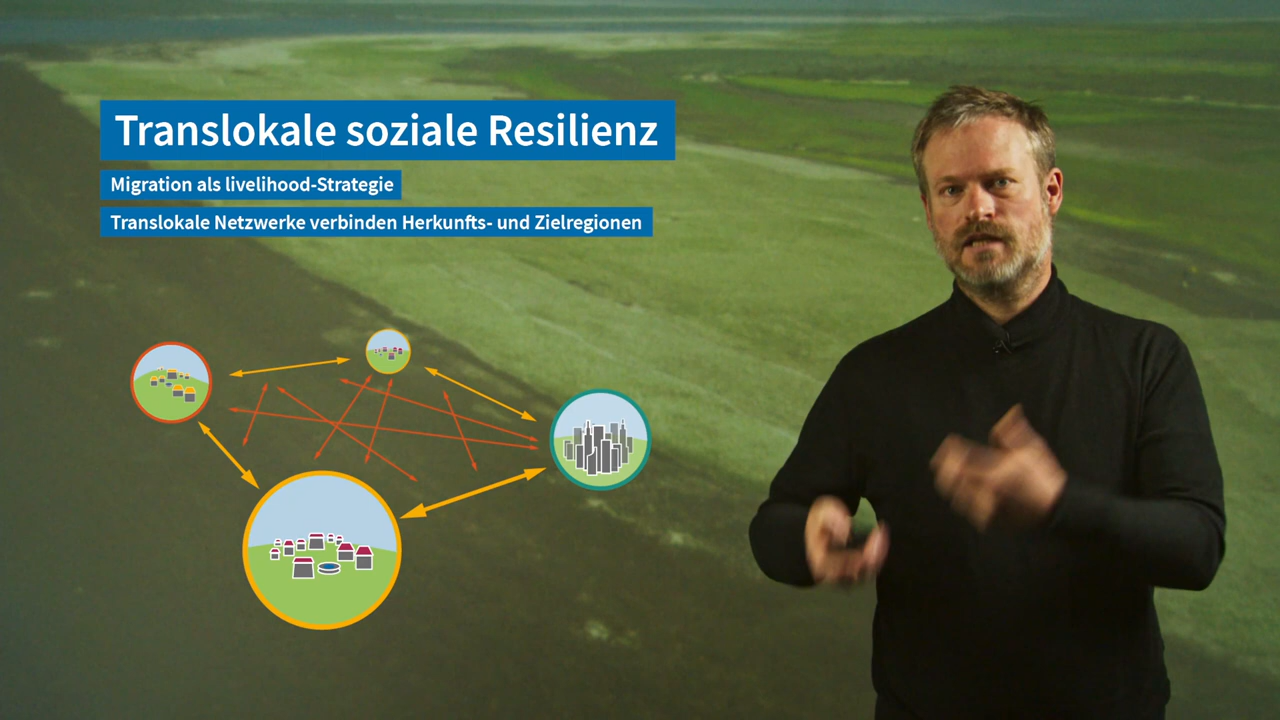 Translokale soziale Resilienz
Migration als livelihood-Strategie
Translokale Netzwerke verbinden Herkunfts- und Zielregionen